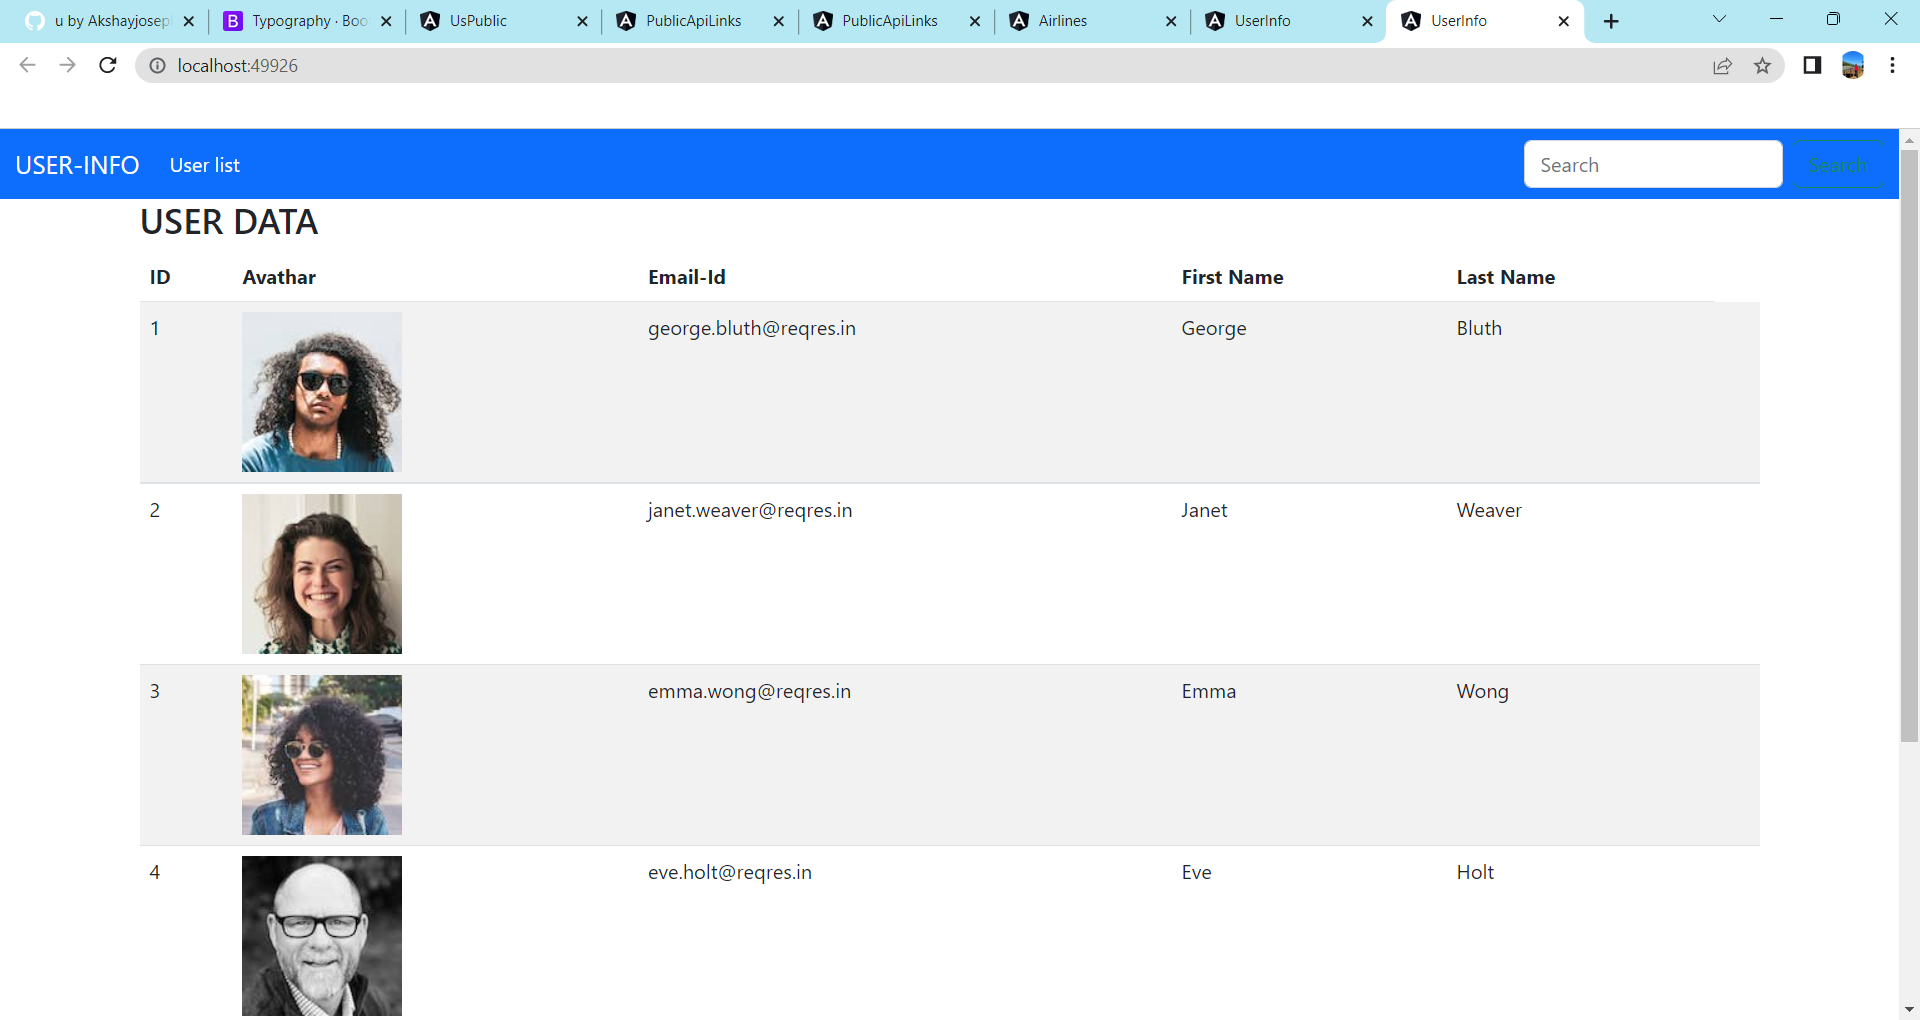 u by Akshayjosep
Typography · Boo
UsPublic
PublicApiLinks
PublicApiLinks
Airlines
UserInfo
UserInfo
localhost:49926
USER-INFO User list Search Search
USER DATA
ID Avathar Email-Id First Name Last Name
1 george.bluth@reqres.in George Bluth
2 janet.weaver@reqres.in Janet Weaver
3 emma.wong@reqres.in Emma Wong
4 eve.holt@reqres.in Eve Holt